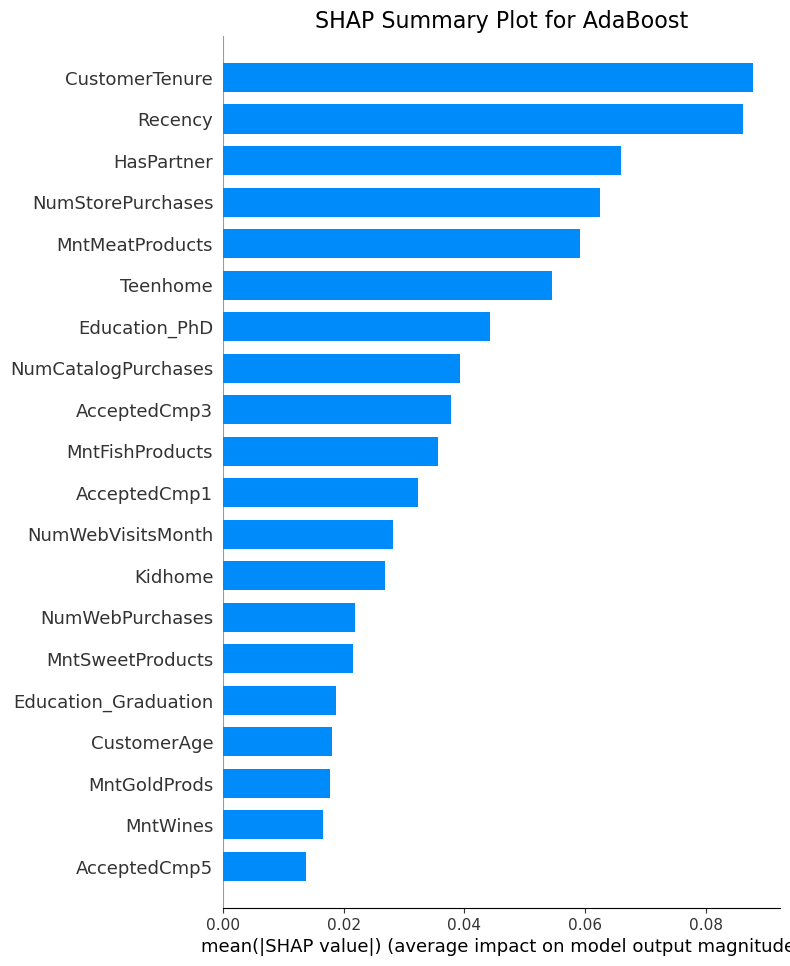 SHAP Summary Plot for AdaBoost
CustomerTenure
Recency
HasPartner
NumStorePurchases
MntMeatProducts
Teenhome
Education_PhD
NumCatalogPurchases
AcceptedCmp3
MntFishProducts
AcceptedCmp1
NumWebVisitsMonth
Kidhome
NumWebPurchases
MntSweetProducts
Education_Graduation
CustomerAge
MntGoldProds
MntWines
AcceptedCmp5
0.00 0.02 0.04 0.06 0.08
mean(|SHAP value|) (average impact on model output magnitude